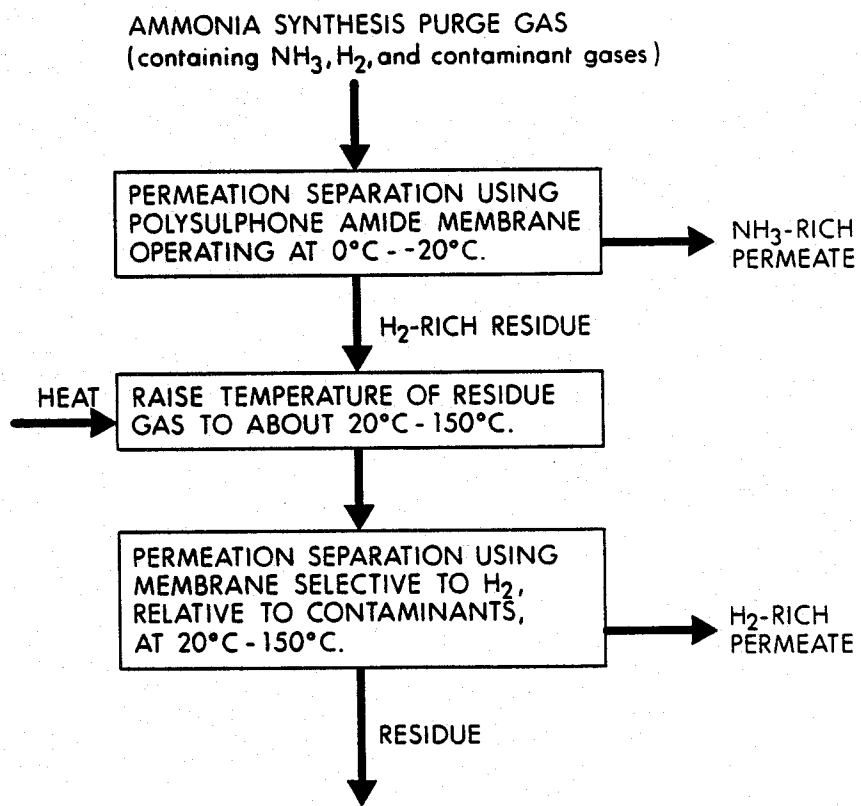 AMMONIA SYNTHESIS PURGE GAS
(containing NH3, H2, and contaminant gases)
PERMEATION SEPARATION USING
POLYSULPHONE AMIDE MEMBRANE
OPERATING AT 0°C - -20°C.
NH3-RICH
PERMEATE
H2-RICH RESIDUE
HEAT
RAISE TEMPERATURE OF RESIDUE
GAS TO ABOUT 20°C - 150°C.
PERMEATION SEPARATION USING
MEMBRANE SELECTIVE TO H2,
RELATIVE TO CONTAMINANTS,
AT 20°C - 150°C.
H2-RICH
PERMEATE
RESIDUE